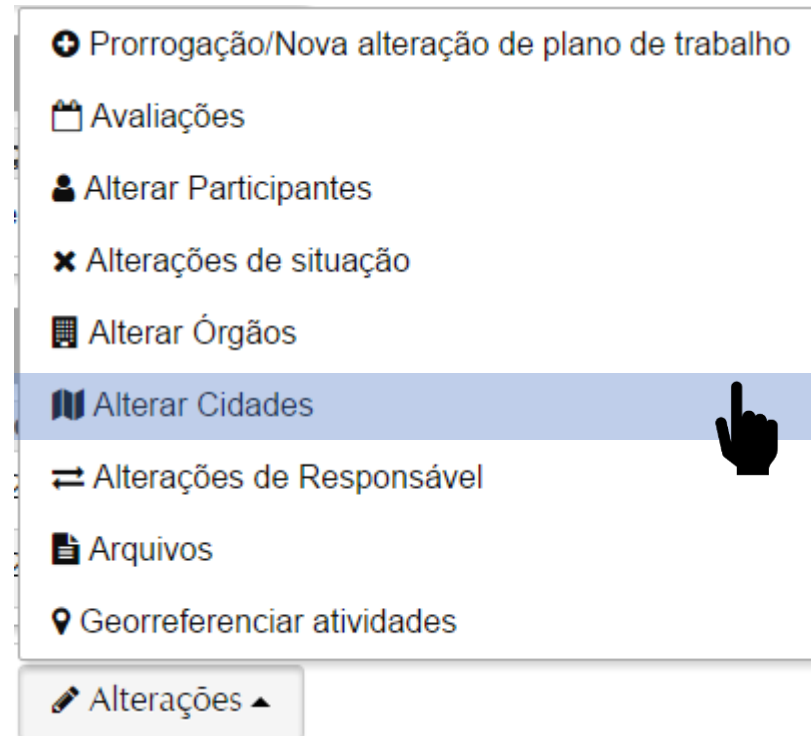 Prorrogação/Nova alteração de plano de trabalho
Avaliações
Alterar Participantes
Alterações de situação
Alterar Órgãos
Alterar Cidades
Alterações de Responsável
Arquivos
Georreferenciar atividades
Alterações